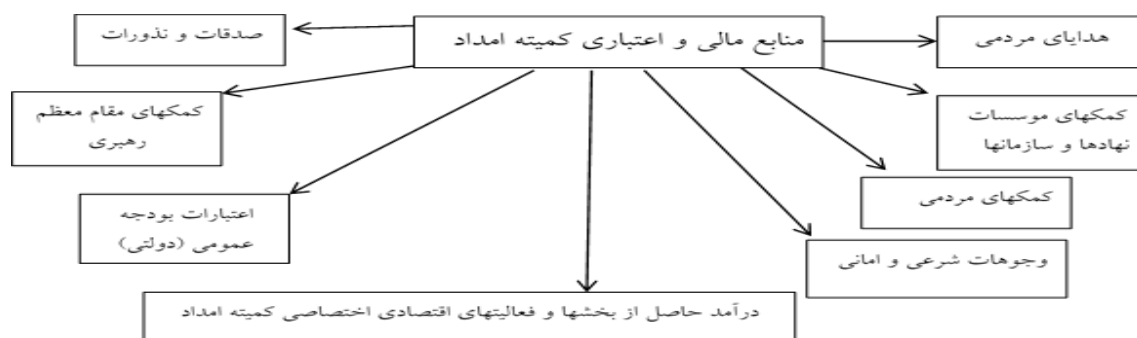 منابع مالی و اعتباری کمیته امداد
هدایای مردمی
کمکهای موسسات
نهادها و سازمانها
کمکهای مردمی
وجوهات شرعی و امانی
درآمد حاصل از بخشها و فعالیتهای اقتصادی اختصاصی کمیته امداد
اعتبارات بودجه
عمومی (دولتی)
کمکهای مقام معظم
رهبری
صدقات و نذورات